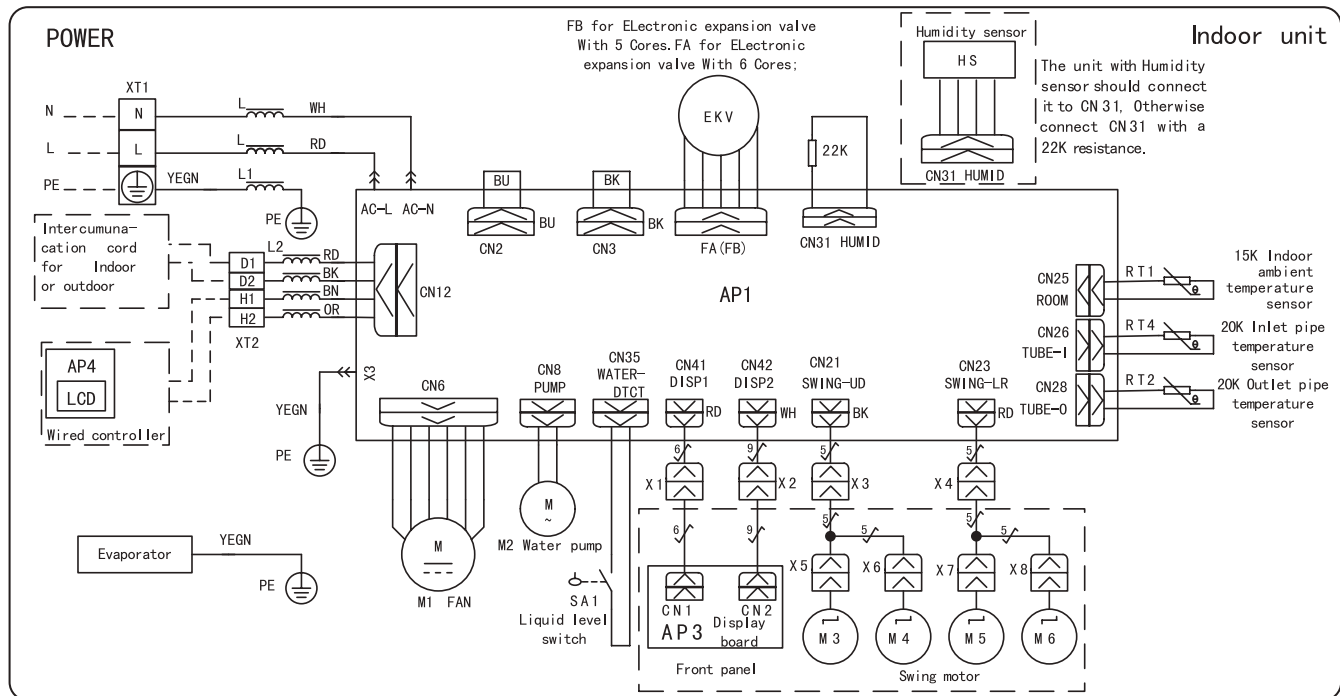 POWER
Indoor unit
FB for ELectronic expansion valve
With 5 Cores. FA for ELectronic
expansion valve With 6 Cores;
Humidity sensor
HS
CN31 HUMID
The unit with Humidity
sensor should connect
it to CN31, Otherwise
connect CN31 with a
22K resistance.
XT1
N
N
L
WH
L
L
L
RD
PE
YEGN
L1
PE
AC-L
AC-N
BU
BU
CN2
BK
BK
CN3
EKV
FA(FB)
22K
CN31 HUMID
Intercumuna-
cation cord
for Indoor
or outdoor
L2
D1
RD
D2
BK
H1
BN
H2
OR
XT2
CN12
AP1
CN25
ROOM
RT1
θ
15K Indoor
ambient
temperature
sensor
CN26
TUBE-I
RT4
θ
20K Inlet pipe
temperature
sensor
CN28
TUBE-O
RT2
θ
20K Outlet pipe
temperature
sensor
AP4
LCD
Wired controller
X3
YEGN
PE
CN6
CN8
PUMP
CN35
WATER-
DTCT
CN41
DISP1
RD
CN42
DISP2
WH
CN21
SWING-UD
BK
CN23
SWING-LR
RD
6
9
5
5
X1
X2
X3
X4
6
9
5
5
5
5
M
M1 FAN
M
~
M2 Water pump
SA1
Liquid level
switch
Evaporator
YEGN
PE
CN1
CN2
AP3
Display
board
Front panel
X5
X6
X7
X8
M3
M4
M5
M6
Swing motor